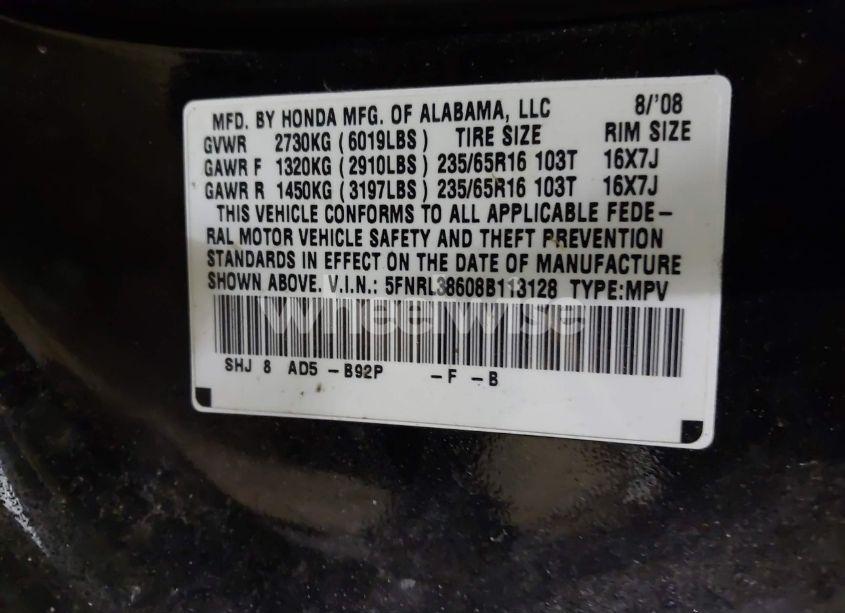 MFD. BY HONDA MFG. OF ALABAMA, LLC 8/'08
GVWR 2730KG (6019LBS) TIRE SIZE RIM SIZE
GAWR F 1320KG (2910LBS) 235/65R16 103T 16X7J
GAWR R 1450KG (3197LBS) 235/65R16 103T 16X7J
THIS VEHICLE CONFORMS TO ALL APPLICABLE FEDE-
RAL MOTOR VEHICLE SAFETY AND THEFT PREVENTION
STANDARDS IN EFFECT ON THE DATE OF MANUFACTURE
SHOWN ABOVE. V.I.N.: 5FNRL38608B113128 TYPE:MPV
wheelwise
SHJ 8 AD5 -B92P -F -B